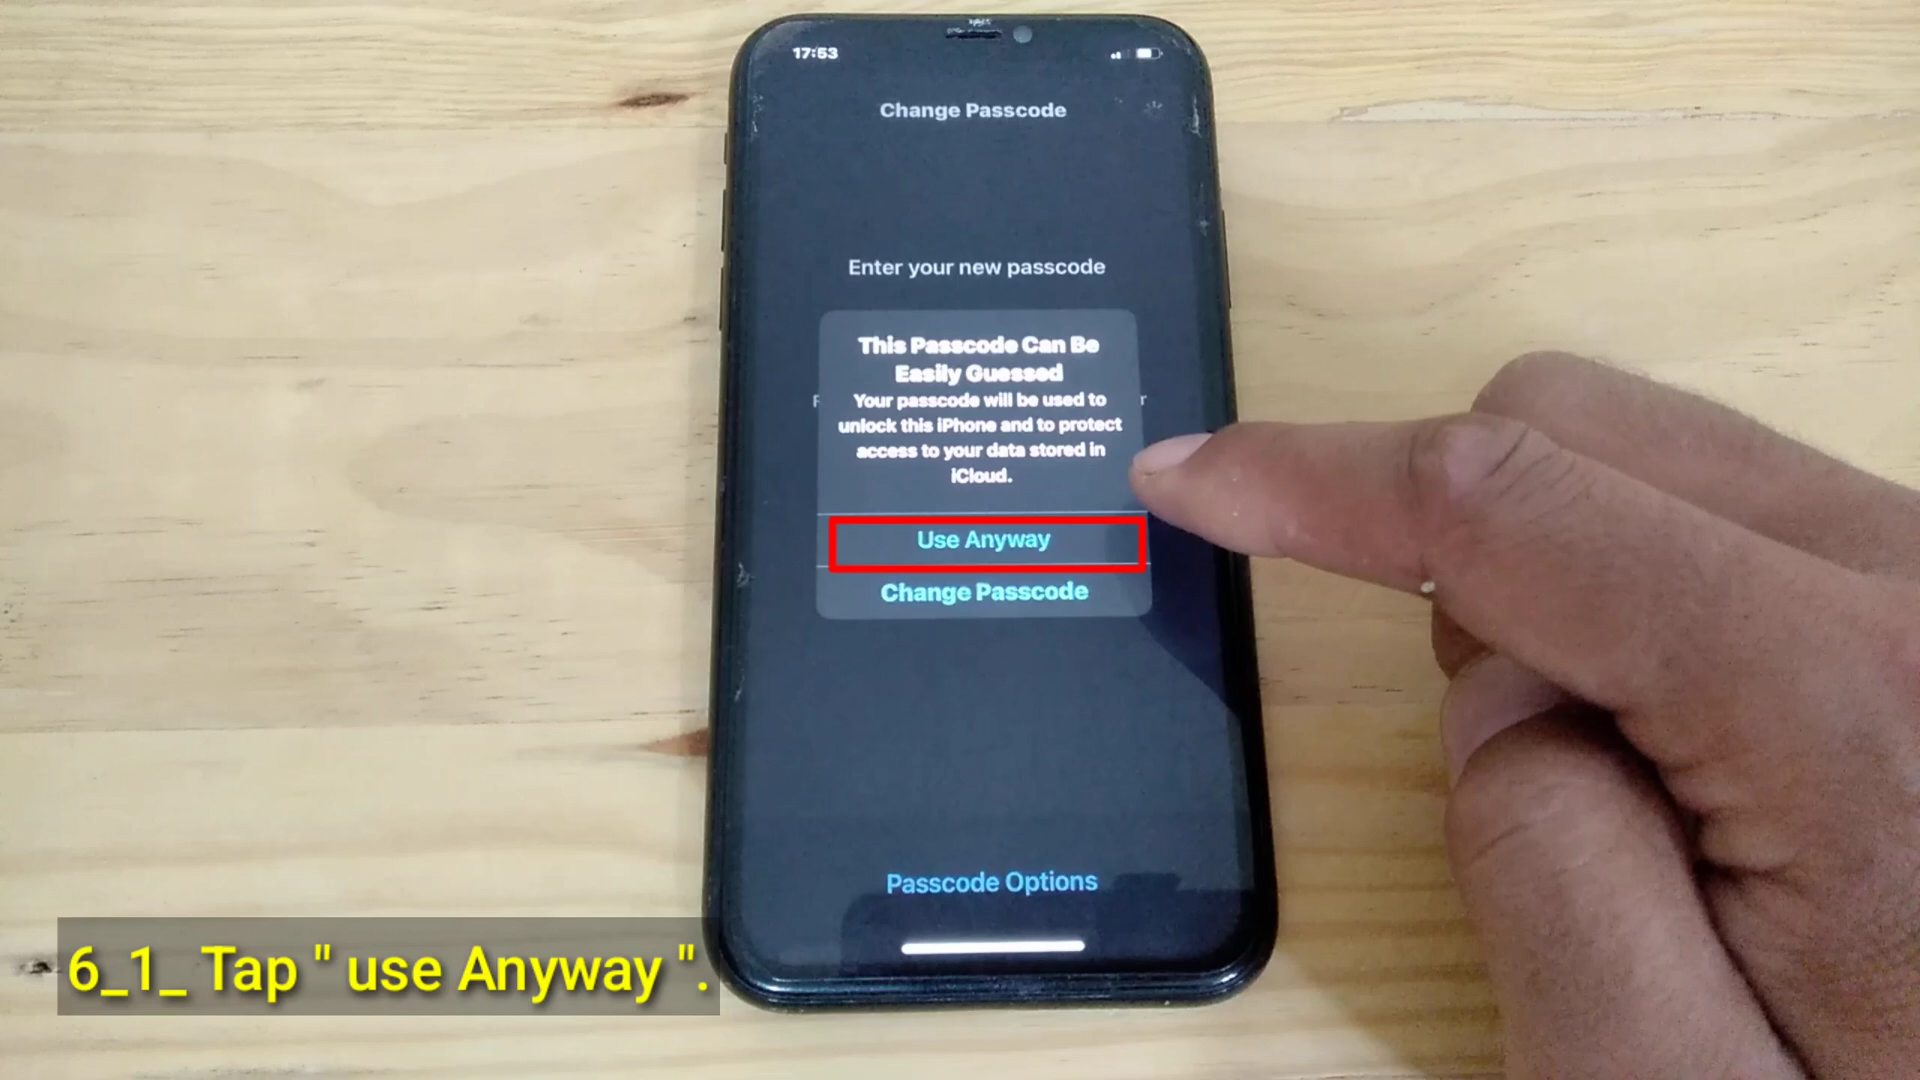 17:53
Change Passcode
Enter your new passcode
This Passcode Can Be
Easily Guessed
Your passcode will be used to
unlock this iPhone and to protect
access to your data stored in
iCloud.
Use Anyway
Change Passcode
Passcode Options
6_1_ Tap " use Anyway ".